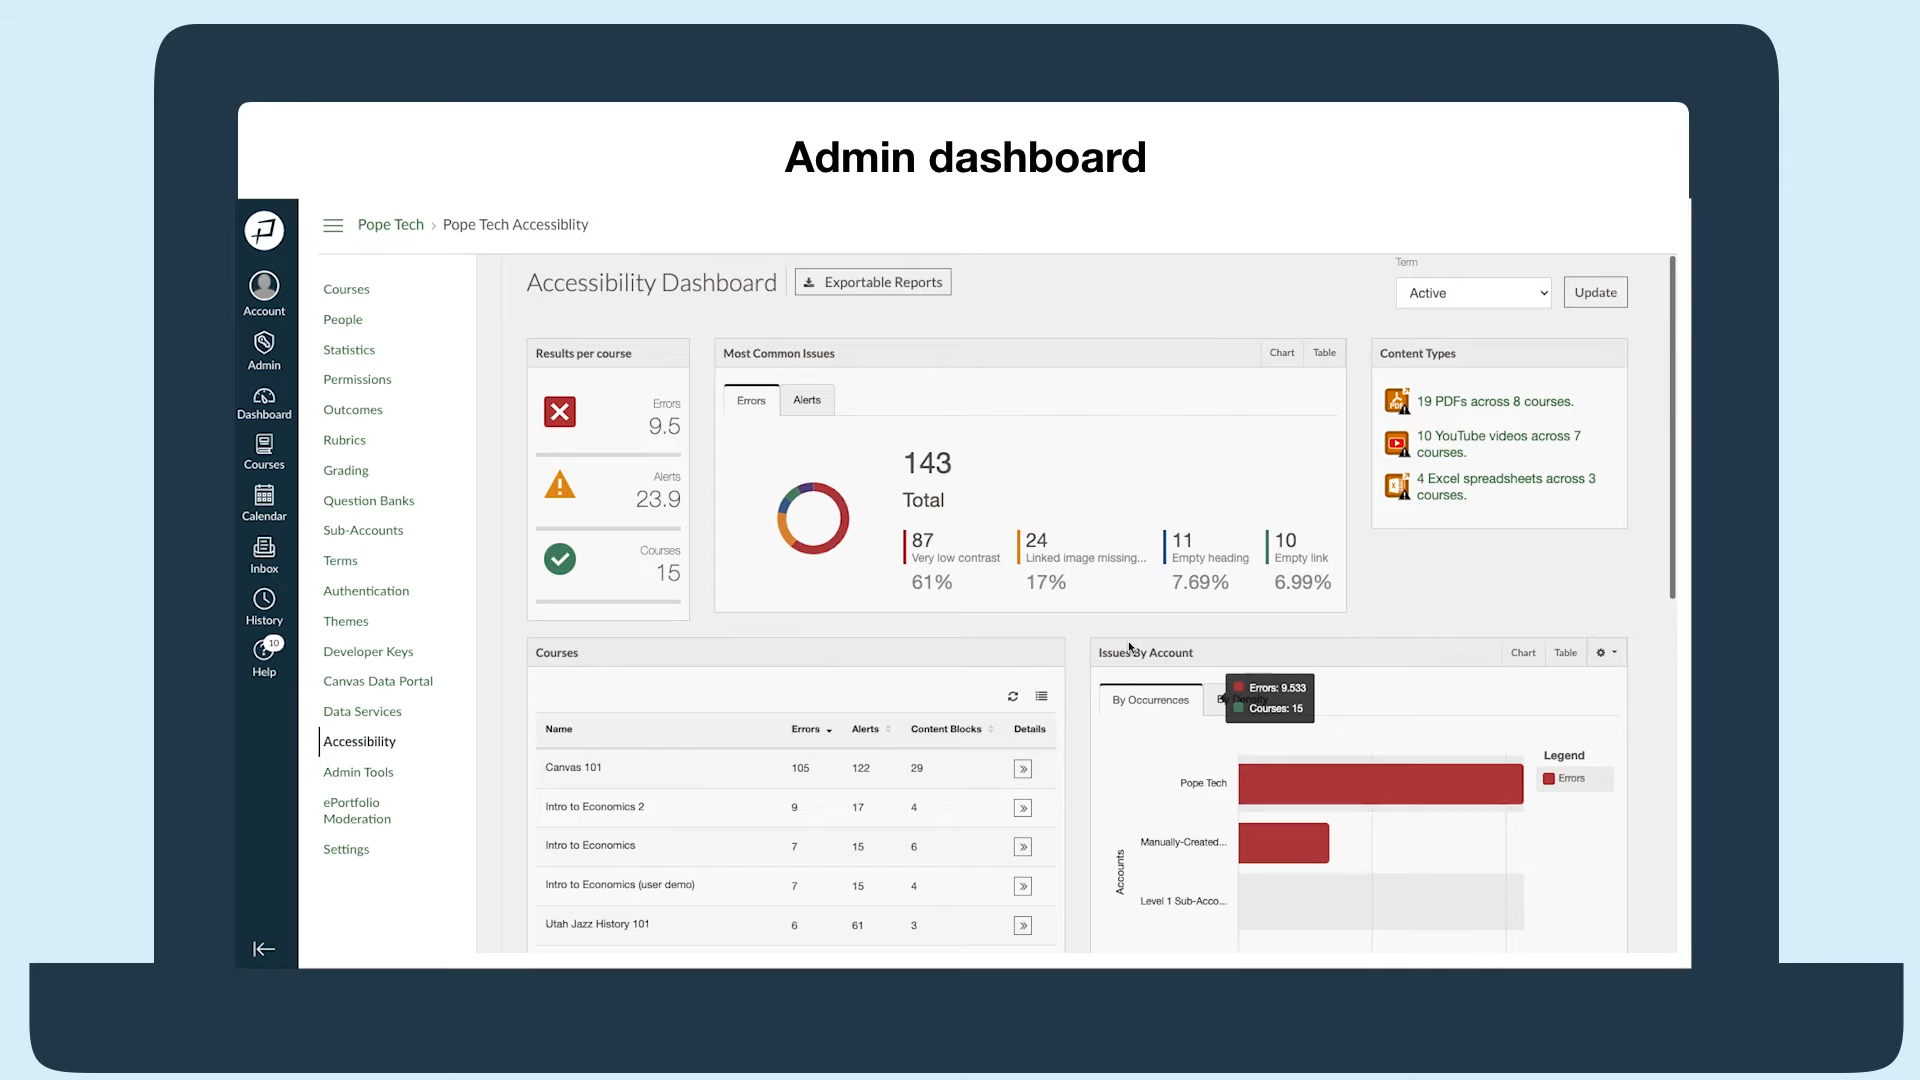 Admin dashboard
Pope Tech › Pope Tech Accessiblity
Account
Admin
Dashboard
Courses
Calendar
Inbox
History
10
Help
Courses
People
Statistics
Permissions
Outcomes
Rubrics
Grading
Question Banks
Sub-Accounts
Terms
Authentication
Themes
Developer Keys
Canvas Data Portal
Data Services
Accessibility
Admin Tools
ePortfolio
Moderation
Settings
Accessibility Dashboard
Exportable Reports
Term
Active
Update
Results per course
Errors
9.5
Alerts
23.9
Courses
15
Most Common Issues
Chart
Table
Errors
Alerts
143
Total
87
Very low contrast
61%
24
Linked image missing...
17%
11
Empty heading
7.69%
10
Empty link
6.99%
Content Types
PDF
19 PDFs across 8 courses.
10 YouTube videos across 7
courses.
4 Excel spreadsheets across 3
courses.
Courses
Name Errors Alerts Content Blocks Details
Canvas 101 105 122 29
Intro to Economics 2 9 17 4
Intro to Economics 7 15 6
Intro to Economics (user demo) 7 15 4
Utah Jazz History 101 6 61 3
Issues By Account
Chart
Table
By Occurrences
Errors: 9.533
Courses: 15
Legend
Errors
Accounts
Pope Tech
Manually-Created...
Level 1 Sub-Acco...